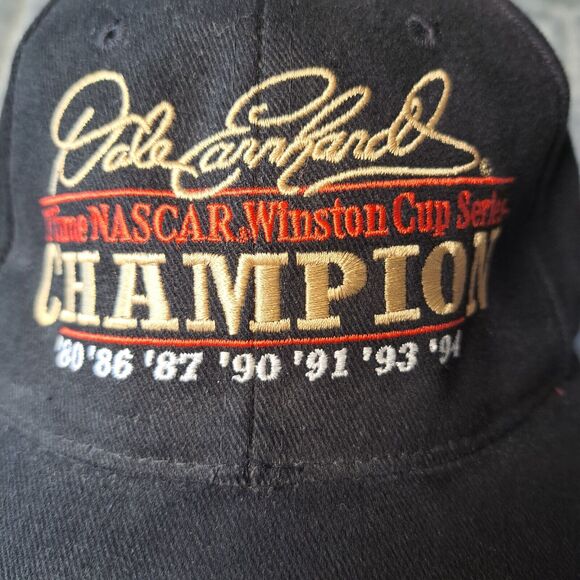 Dale Earnhardt ®
Time NASCAR® Winston Cup Series
CHAMPION
'80 '86 '87 '90 '91 '93 '94